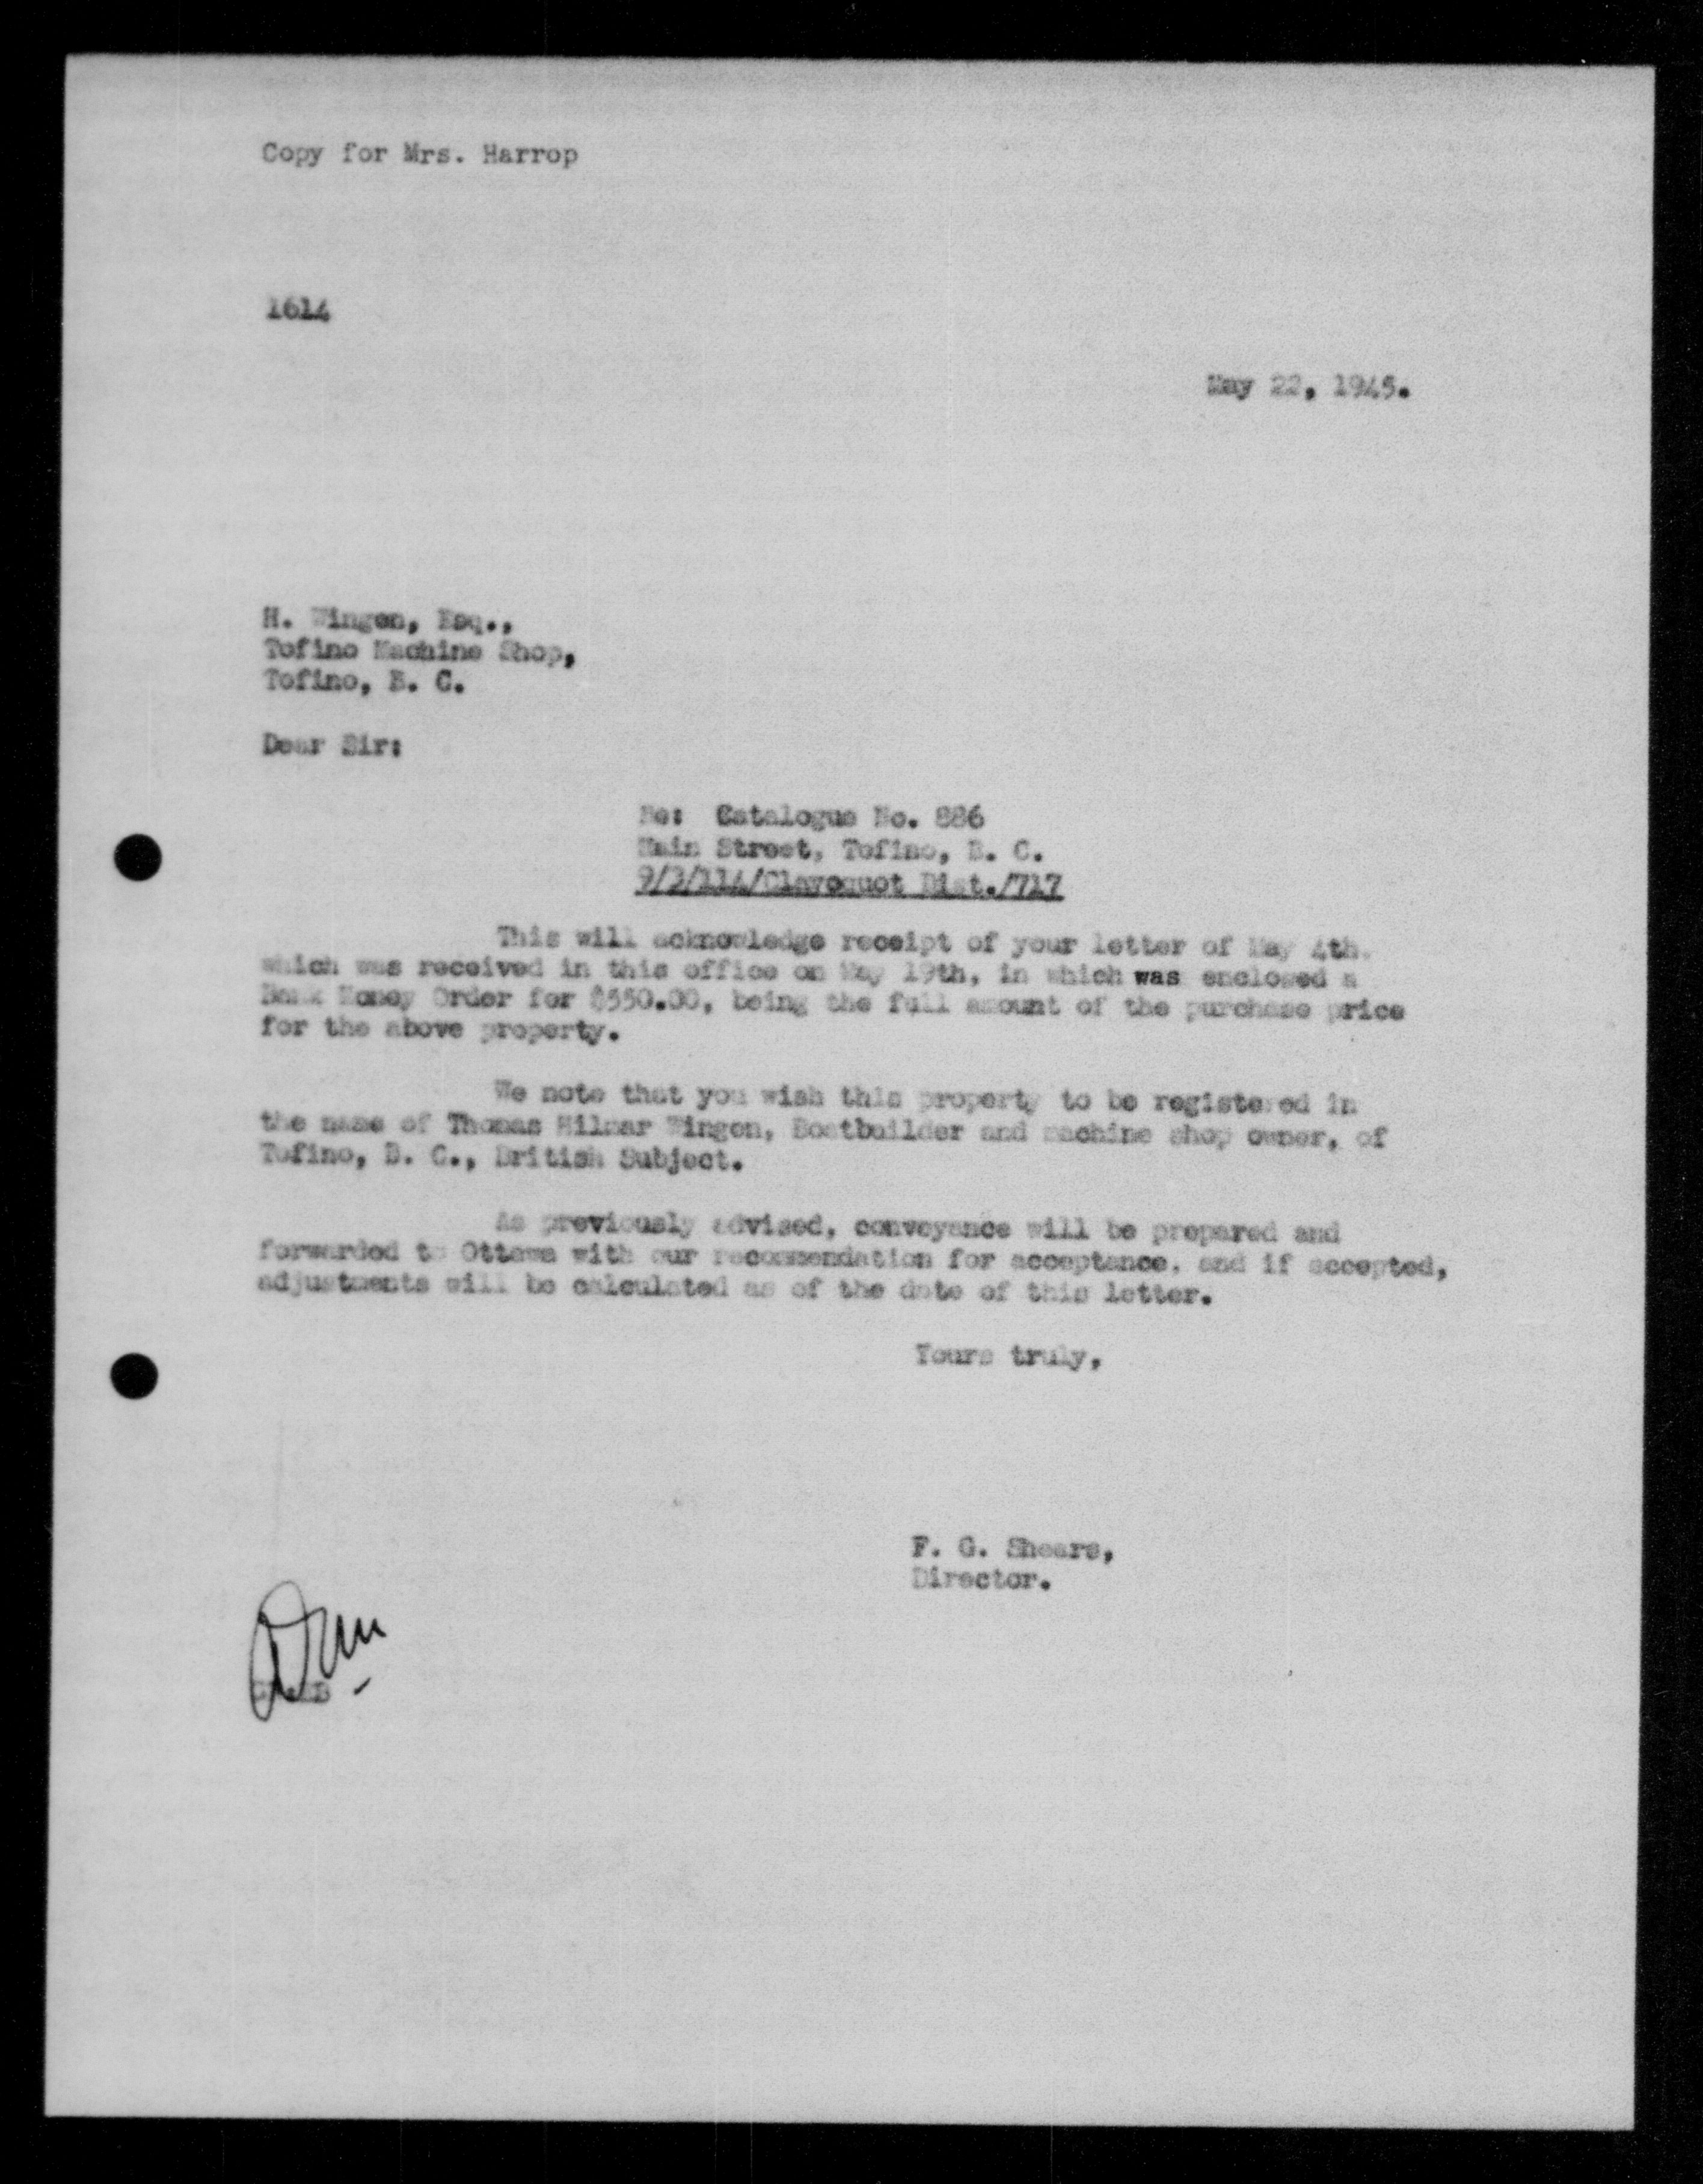 Copy for Mrs. Harrop
1614
May 22, 1945.
H. Wingen, Esq.,
Tofino Machine Shop,
Tofino, B. C.
Dear Sir:
Re: Catalogue No. 886
Main Street, Tofino, B. C.
9/3/114/Clayoquot Dist./717
This will acknowledge receipt of your letter of May 4th.
which was received in this office on May 19th, in which was enclosed a
Bank Money Order for $550.00, being the full amount of the purchase price
for the above property.
We note that you wish this property to be registered in
the name of Thomas Hilmar Wingen, Boatbuilder and machine shop owner, of
Tofino, B. C., British Subject.
As previously advised, conveyance will be prepared and
forwarded to Ottawa with our recommendation for acceptance, and if accepted,
adjustments will be calculated as of the date of this letter.
Yours truly,
F. G. Shears,
Director.